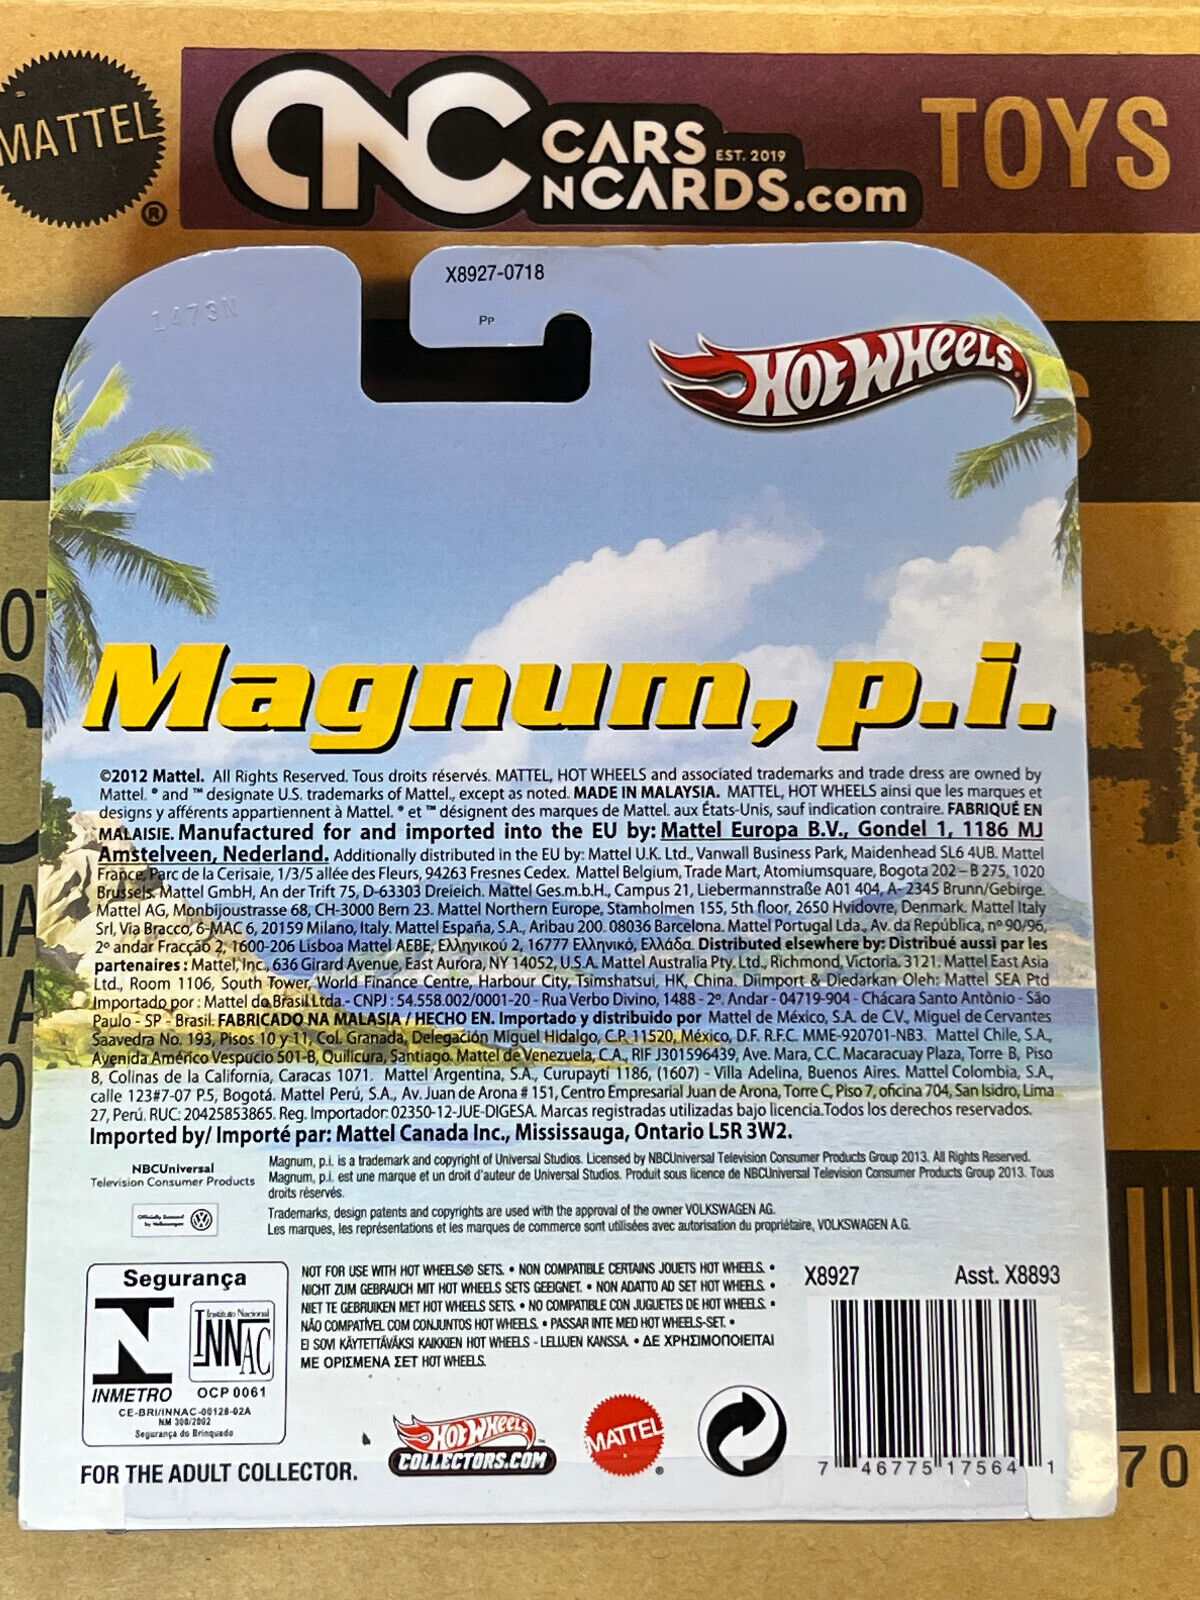 MATTEL
®
CNC
CARS
EST. 2019
NCARDS.com
TOYS
X8927-0718
Pp
1473N
HOT WHEELS
Magnum, p.i.
©2012 Mattel. All Rights Reserved. Tous droits réservés. MATTEL, HOT WHEELS and associated trademarks and trade dress are owned by
Mattel. ® and ™ designate U.S. trademarks of Mattel., except as noted. MADE IN MALAYSIA. MATTEL, HOT WHEELS ainsi que les marques et
designs y afférents appartiennent à Mattel. ® et ™ désignent des marques de Mattel. aux États-Unis, sauf indication contraire. FABRIQUÉ EN
MALAISIE. Manufactured for and imported into the EU by: Mattel Europa B.V., Gondel 1, 1186 MJ
Amstelveen, Nederland. Additionally distributed in the EU by: Mattel U.K. Ltd., Vanwall Business Park, Maidenhead SL6 4UB. Mattel
France, Parc de la Cerisaie, 1/3/5 allée des Fleurs, 94263 Fresnes Cedex. Mattel Belgium, Trade Mart, Atomiumsquare, Bogota 202 – B 275, 1020
Brussels. Mattel GmbH, An der Trift 75, D-63303 Dreieich. Mattel Ges.m.b.H., Campus 21, Liebermannstraße A01 404, A- 2345 Brunn/Gebirge.
Mattel AG, Monbijoustrasse 68, CH-3000 Bern 23. Mattel Northern Europe, Stamholmen 155, 5th floor, 2650 Hvidovre, Denmark. Mattel Italy
Srl, Via Bracco, 6-MAC 6, 20159 Milano, Italy. Mattel España, S.A., Aribau 200. 08036 Barcelona. Mattel Portugal Lda., Av. da República, nº 90/96,
2º andar Fracção 2, 1600-206 Lisboa Mattel AEBE, Ελληνικού 2, 16777 Ελληνικό, Ελλάδα. Distributed elsewhere by: Distribué aussi par les
partenaires : Mattel, Inc., 636 Girard Avenue, East Aurora, NY 14052, U.S.A. Mattel Australia Pty. Ltd., Richmond, Victoria. 3121. Mattel East Asia
Ltd., Room 1106, South Tower, World Finance Centre, Harbour City, Tsimshatsui, HK, China. Diimport & Diedarkan Oleh: Mattel SEA Ptd
Importado por : Mattel do Brasil Ltda.- CNPJ : 54.558.002/0001-20 - Rua Verbo Divino, 1488 - 2º. Andar - 04719-904 - Chácara Santo Antônio - São
Paulo - SP - Brasil. FABRICADO NA MALASIA / HECHO EN. Importado y distribuido por Mattel de México, S.A. de C.V., Miguel de Cervantes
Saavedra No. 193, Pisos 10 y 11, Col. Granada, Delegación Miguel Hidalgo, C.P. 11520, México, D.F. R.F.C. MME-920701-NB3. Mattel Chile, S.A.,
Avenida Américo Vespucio 501-B, Quilicura, Santiago. Mattel de Venezuela, C.A., RIF J301596439, Ave. Mara, C.C. Macaracuay Plaza, Torre B, Piso
8, Colinas de la California, Caracas 1071. Mattel Argentina, S.A., Curupaytí 1186, (1607) - Villa Adelina, Buenos Aires. Mattel Colombia, S.A.,
calle 123#7-07 P.5, Bogotá. Mattel Perú, S.A., Av. Juan de Arona # 151, Centro Empresarial Juan de Arona, Torre C, Piso 7, oficina 704, San Isidro, Lima
27, Perú. RUC: 20425853865. Reg. Importador: 02350-12-JUE-DIGESA. Marcas registradas utilizadas bajo licencia.Todos los derechos reservados.
Imported by/ Importé par: Mattel Canada Inc., Mississauga, Ontario L5R 3W2.
NBCUniversal
Television Consumer Products
Magnum, p.i. is a trademark and copyright of Universal Studios. Licensed by NBCUniversal Television Consumer Products Group 2013. All Rights Reserved.
Magnum, p.i. est une marque et un droit d'auteur de Universal Studios. Produit sous licence de NBCUniversal Television Consumer Products Group 2013. Tous
droits réservés.
Officially licensed
by Volkswagen
Trademarks, design patents and copyrights are used with the approval of the owner VOLKSWAGEN AG.
Les marques, les représentations et les marques de commerce sont utilisées avec autorisation du propriétaire, VOLKSWAGEN A.G.
Segurança
Instituto Nacional
INNAC
INMETRO
OCP 0061
CE-BRI/INNAC-00128-02A
NM 300/2002
Segurança do Brinquedo
NOT FOR USE WITH HOT WHEELS® SETS. • NON COMPATIBLE CERTAINS JOUETS HOT WHEELS. •
NICHT ZUM GEBRAUCH MIT HOT WHEELS SETS GEEIGNET. • NON ADATTO AD SET HOT WHEELS. •
NIET TE GEBRUIKEN MET HOT WHEELS SETS. • NO COMPATIBLE CON JUGUETES DE HOT WHEELS. •
NÃO COMPATÍVEL COM CONJUNTOS HOT WHEELS. • PASSAR INTE MED HOT WHEELS-SET. •
EI SOVI KÄYTETTÄVÄKSI KAIKKIEN HOT WHEELS - LELUJEN KANSSA. • ΔΕ ΧΡΗΣΙΜΟΠΟΙΕΙΤΑΙ
ΜΕ ΟΡΙΣΜΕΝΑ ΣΕΤ HOT WHEELS.
X8927
Asst. X8893
7 46775 17564 1
FOR THE ADULT COLLECTOR.
HOT WHEELS
COLLECTORS.COM
MATTEL
®
70